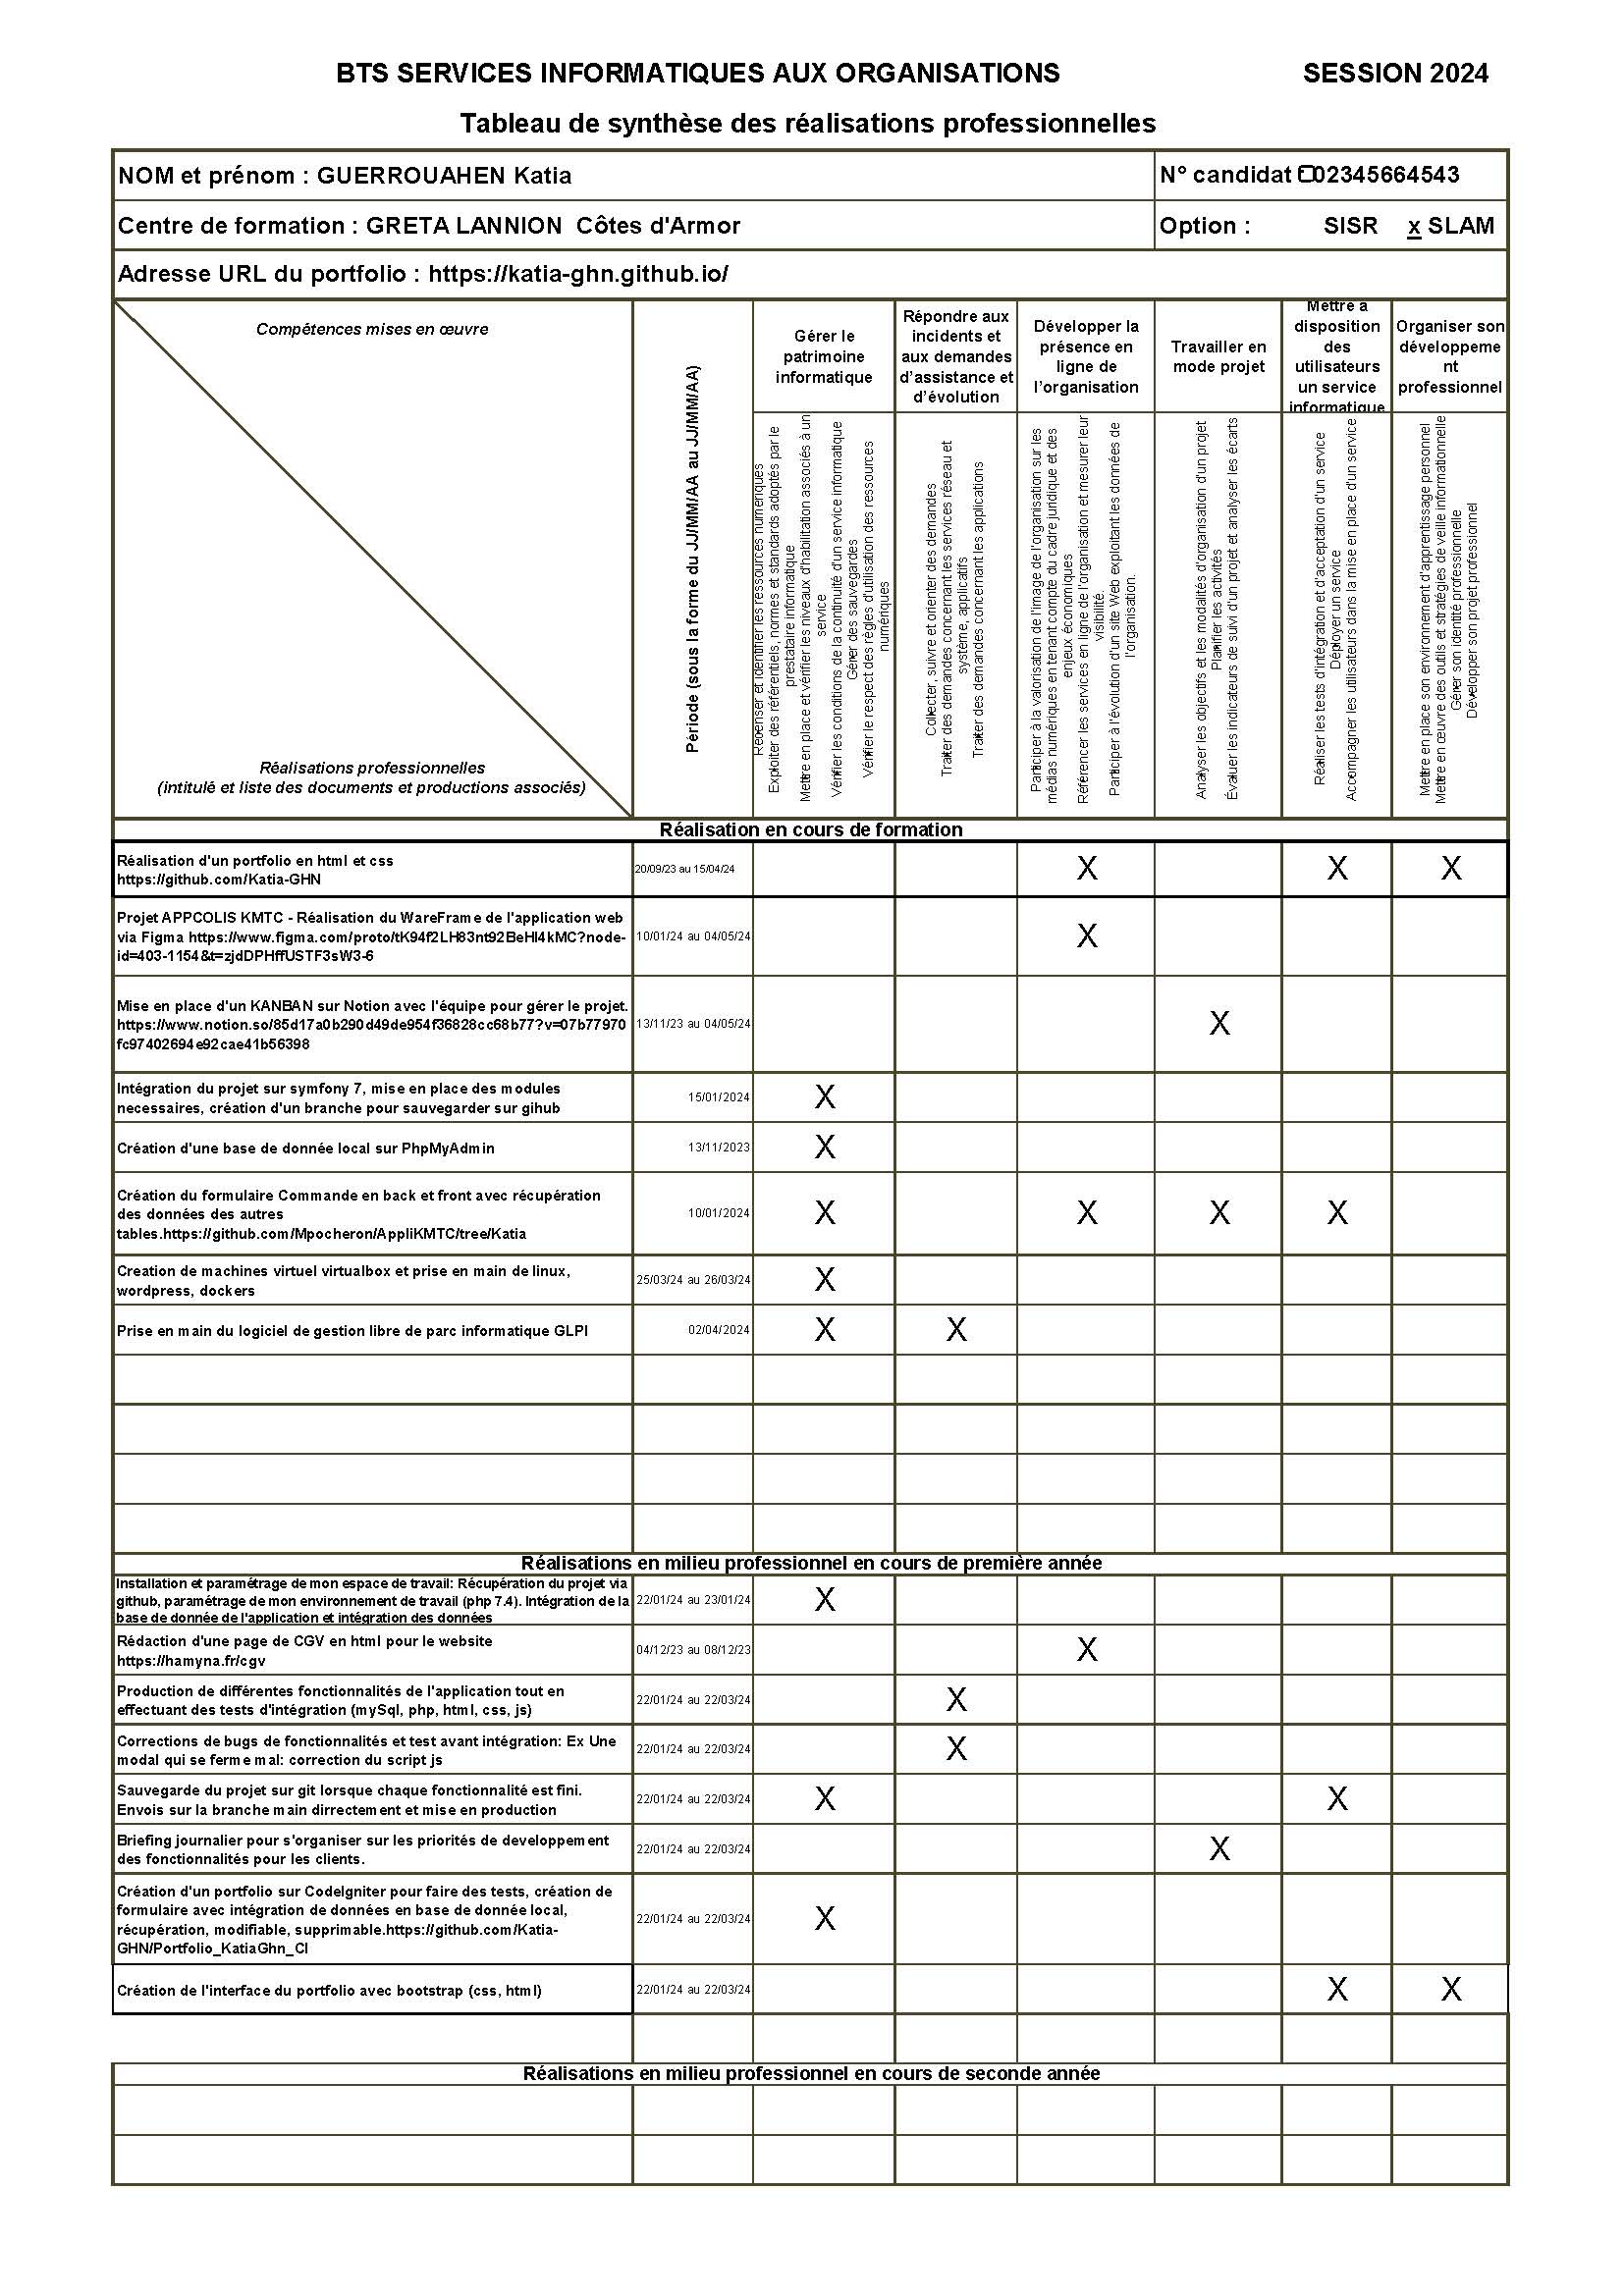 BTS SERVICES INFORMATIQUES AUX ORGANISATIONS SESSION 2024
Tableau de synthèse des réalisations professionnelles
NOM et prénom : GUERROUAHEN Katia
N° candidat 02345664543
Centre de formation : GRETA LANNION Côtes d'Armor
Option : SISR x SLAM
Adresse URL du portfolio : https://katia-ghn.github.io/
Compétences mises en œuvre
Réalisations professionnelles
(intitulé et liste des documents et productions associés)
Période (sous la forme du JJ/MM/AA au JJ/MM/AA)
Gérer le
patrimoine
informatique
Répondre aux
incidents et
aux demandes
d’assistance et
d’évolution
Développer la
présence en
ligne de
l’organisation
Travailler en
mode projet
Mettre à
disposition
des
utilisateurs
un service
informatique
Organiser son
développeme
nt
professionnel
Recenser et identifier les ressources numériques
Exploiter des référentiels, normes et standards adoptés par le
prestataire informatique
Mettre en place et vérifier les niveaux d’habilitation associés à un
service
Vérifier les conditions de la continuité d’un service informatique
Gérer des sauvegardes
Vérifier le respect des règles d’utilisation des ressources
numériques
Collecter, suivre et orienter des demandes
Traiter des demandes concernant les services réseau et
système, applicatifs
Traiter des demandes concernant les applications
Participer à la valorisation de l’image de l’organisation sur les
médias numériques en tenant compte du cadre juridique et des
enjeux économiques
Référencer les services en ligne de l’organisation et mesurer leur
visibilité.
Participer à l’évolution d’un site Web exploitant les données de
l’organisation.
Analyser les objectifs et les modalités d’organisation d’un projet
Planifier les activités
Évaluer les indicateurs de suivi d’un projet et analyser les écarts
Réaliser les tests d’intégration et d’acceptation d’un service
Déployer un service
Accompagner les utilisateurs dans la mise en place d’un service
Mettre en place son environnement d’apprentissage personnel
Mettre en œuvre des outils et stratégies de veille informationnelle
Gérer son identité professionnelle
Développer son projet professionnel
Réalisation en cours de formation
Réalisation d'un portfolio en html et css
https://github.com/Katia-GHN
20/09/23 au 15/04/24 X X X
Projet APPCOLIS KMTC - Réalisation du WareFrame de l'application web
via Figma https://www.figma.com/proto/tK94f2LH83nt92BeHl4kMC?node-
id=403-1154&t=zjdDPHffUSTF3sW3-6
10/01/24 au 04/05/24 X
Mise en place d'un KANBAN sur Notion avec l'équipe pour gérer le projet.
https://www.notion.so/85d17a0b290d49de954f36828cc68b77?v=07b77970
fc97402694e92cae41b56398
13/11/23 au 04/05/24 X
Intégration du projet sur symfony 7, mise en place des modules
necessaires, création d'un branche pour sauvegarder sur gihub
15/01/2024 X
Création d'une base de donnée local sur PhpMyAdmin
13/11/2023 X
Création du formulaire Commande en back et front avec récupération
des données des autres
tables.https://github.com/Mpocheron/AppliKMTC/tree/Katia
10/01/2024 X X X X
Creation de machines virtuel virtualbox et prise en main de linux,
wordpress, dockers
25/03/24 au 26/03/24 X
Prise en main du logiciel de gestion libre de parc informatique GLPI
02/04/2024 X X
Réalisations en milieu professionnel en cours de première année
Installation et paramétrage de mon espace de travail: Récupération du projet via
github, paramétrage de mon environnement de travail (php 7.4). Intégration de la
base de donnée de l'application et intégration des données
22/01/24 au 23/01/24 X
Rédaction d'une page de CGV en html pour le website
https://hamyna.fr/cgv
04/12/23 au 08/12/23 X
Production de différentes fonctionnalités de l'application tout en
effectuant des tests d'intégration (mySql, php, html, css, js)
22/01/24 au 22/03/24 X
Corrections de bugs de fonctionnalités et test avant intégration: Ex Une
modal qui se ferme mal: correction du script js
22/01/24 au 22/03/24 X
Sauvegarde du projet sur git lorsque chaque fonctionnalité est fini.
Envois sur la branche main dirrectement et mise en production
22/01/24 au 22/03/24 X X
Briefing journalier pour s'organiser sur les priorités de developpement
des fonctionnalités pour les clients.
22/01/24 au 22/03/24 X
Création d'un portfolio sur CodeIgniter pour faire des tests, création de
formulaire avec intégration de données en base de donnée local,
récupération, modifiable, supprimable.https://github.com/Katia-
GHN/Portfolio_KatiaGhn_CI
22/01/24 au 22/03/24 X
Création de l'interface du portfolio avec bootstrap (css, html)
22/01/24 au 22/03/24 X X
Réalisations en milieu professionnel en cours de seconde année